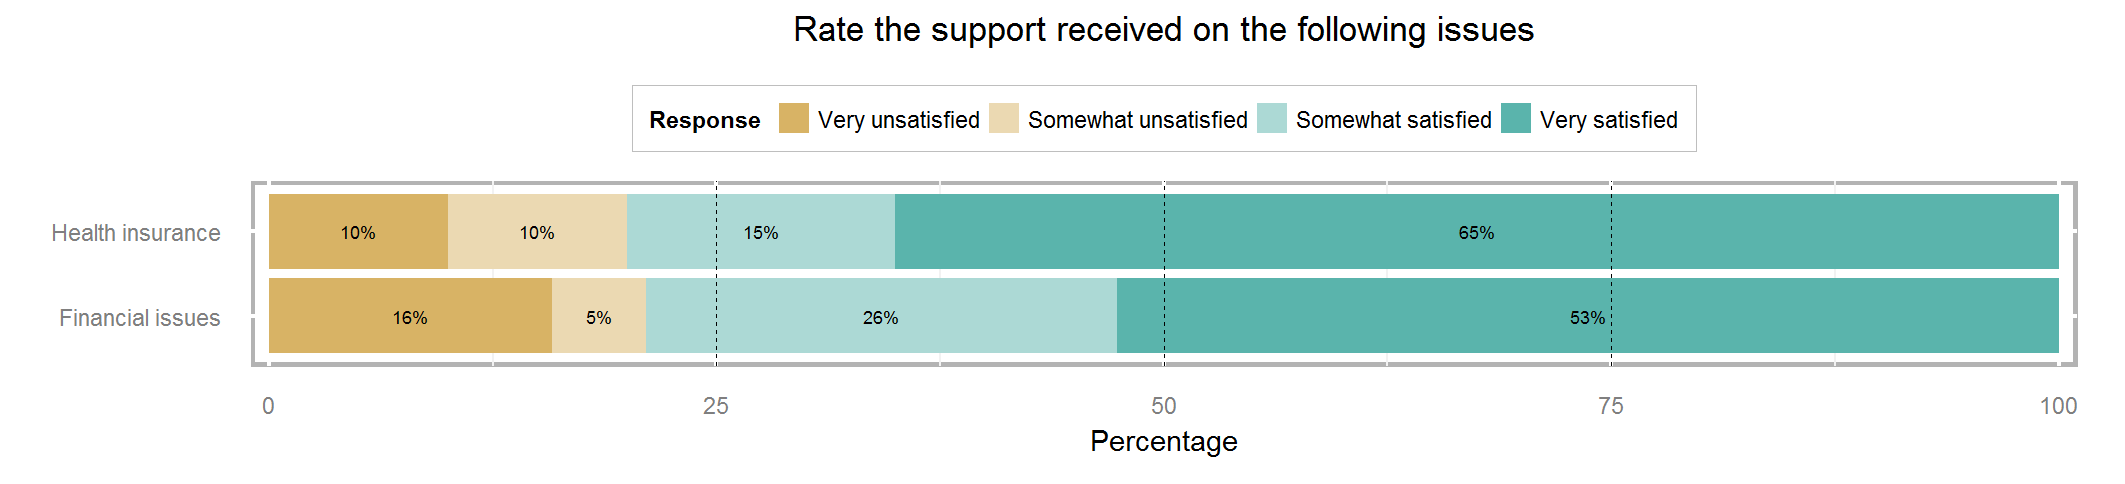 Rate the support received on the following issues
Response Very unsatisfied Somewhat unsatisfied Somewhat satisfied Very satisfied
Health insurance 10% 10% 15% 65%
Financial issues 16% 5% 26% 53%
0 25 50 75 100
Percentage